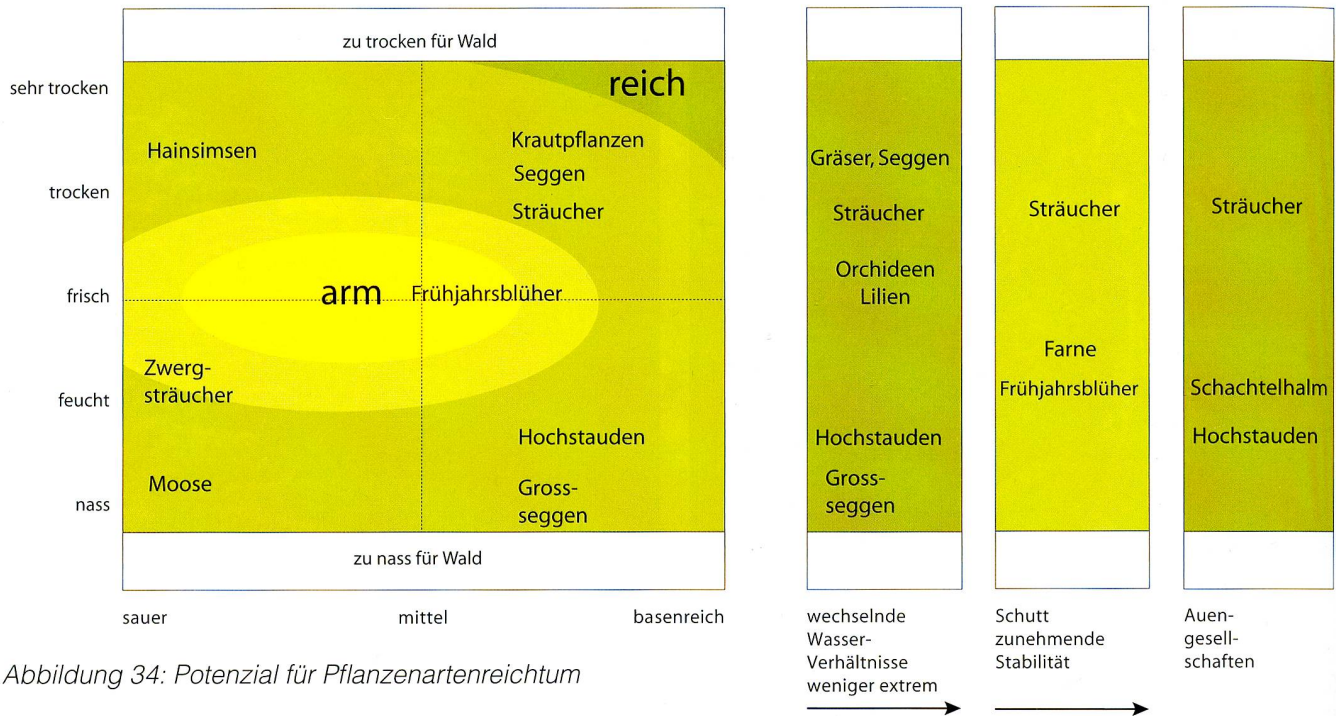 zu trocken für Wald
sehr trocken
reich
Hainsimsen
Krautpflanzen
Seggen
Sträucher
trocken
frisch
arm
Frühjahrsblüher
Zwerg-
sträucher
feucht
Hochstauden
Moose
Gross-
seggen
nass
zu nass für Wald
sauer
mittel
basenreich
Gräser, Seggen
Sträucher
Orchideen
Lilien
Hochstauden
Gross-
seggen
wechselnde
Wasser-
Verhältnisse
weniger extrem
Sträucher
Farne
Frühjahrsblüher
Schutt
zunehmende
Stabilität
Sträucher
Schachtelhalm
Hochstauden
Auen-
gesell-
schaften
Abbildung 34: Potenzial für Pflanzenartenreichtum